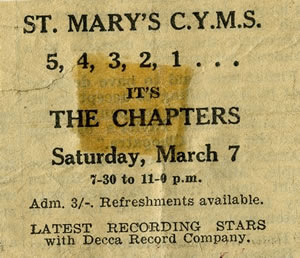 ST. MARY'S C.Y.M.S.
5, 4, 3, 2, 1 . . .
IT'S
THE CHAPTERS
Saturday, March 7
7-30 to 11-0 p.m.
Adm. 3/-. Refreshments available.
LATEST RECORDING STARS
with Decca Record Company.